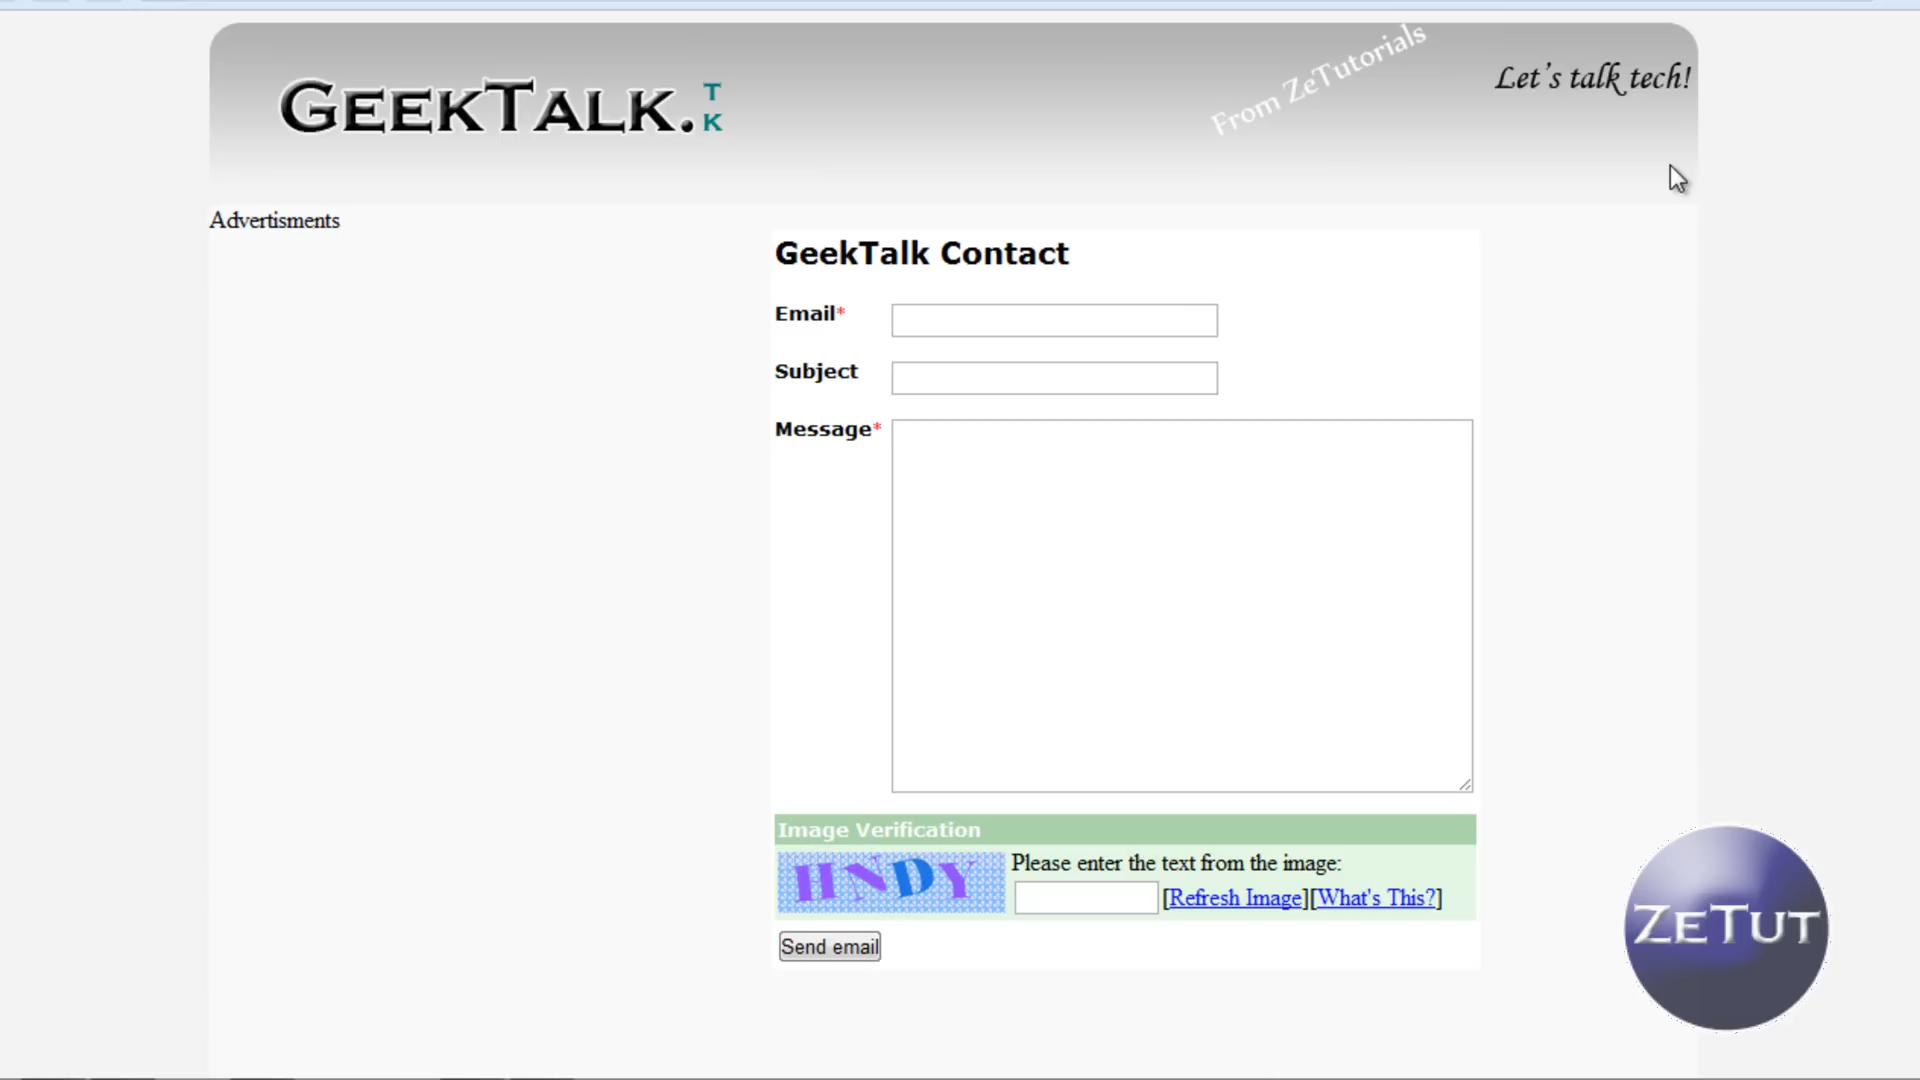 GEEKTALK.TK
From ZeTutorials
Let's talk tech!
Advertisments
GeekTalk Contact
Email*
Subject
Message*
Image Verification
HNDY
Please enter the text from the image:
[Refresh Image][What's This?]
Send email
ZETUT